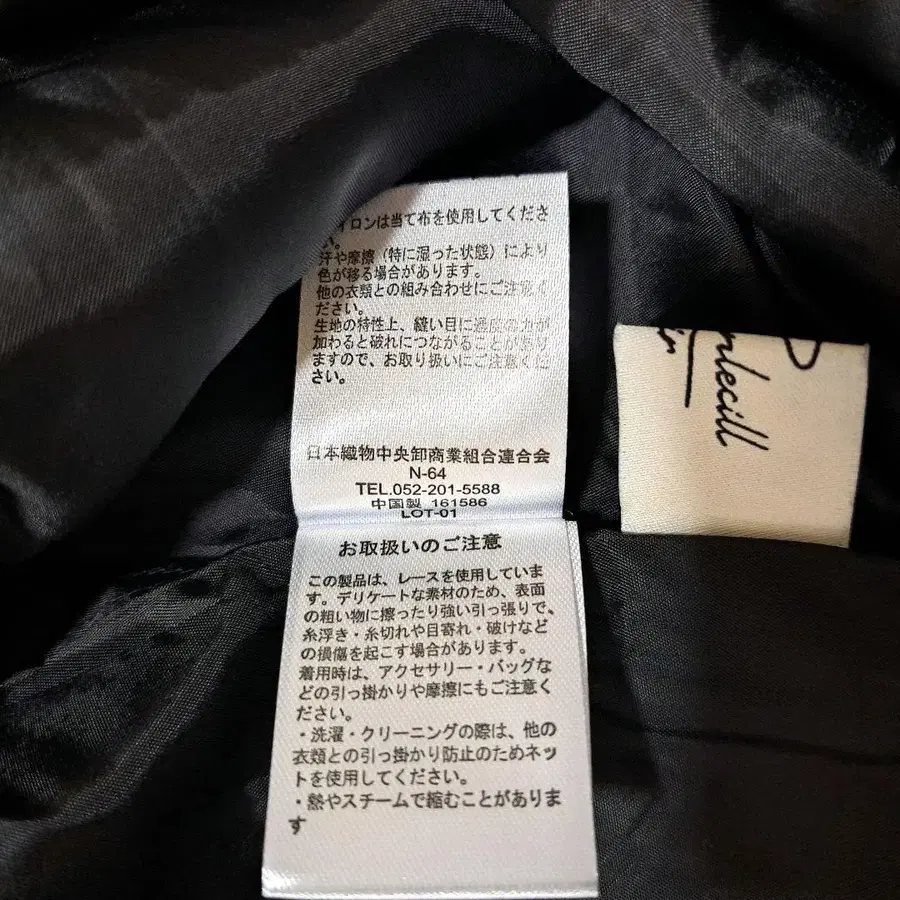 イロンは当て布を使用してくださ
い。
汗や摩擦（特に湿った状態）により
色が移る場合があります。
他の衣類との組み合わせにご注意く
ださい。
生地の特性上、縫い目に過度の力が
加わると破れにつながることがあり
ますので、お取り扱いにご注意くだ
さい。
日本織物中央卸商業組合連合会
N-64
TEL.052-201-5588
中国製 161586
LOT-01
お取扱いのご注意
この製品は、レースを使用していま
す。デリケートな素材のため、表面
の粗い物に擦ったり強い引っ張りで、
糸浮き・糸切れや目寄れ・破けなど
の損傷を起こす場合があります。
着用時は、アクセサリー・バッグな
どの引っ掛かりや摩擦にもご注意く
ださい。
・洗濯・クリーニングの際は、他の
衣類との引っ掛かり防止のためネッ
トを使用してください。
・熱やスチームで縮むことがありま
す